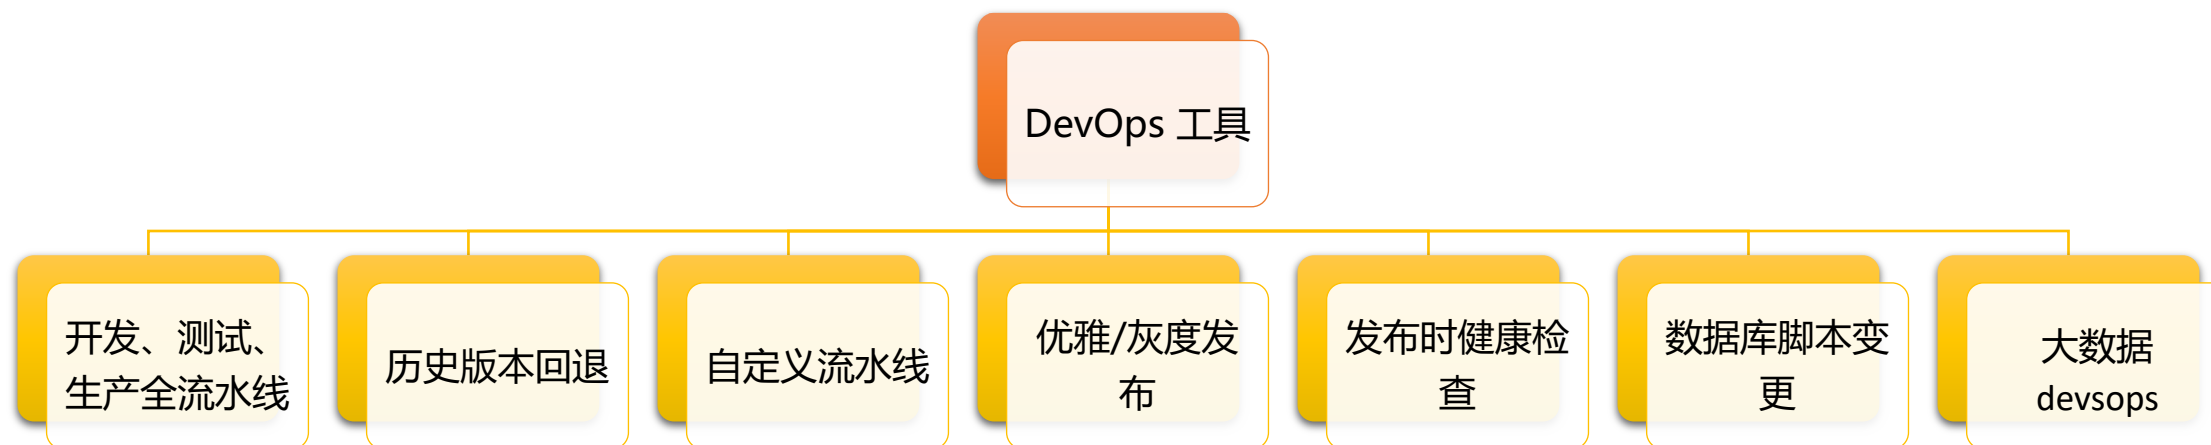 DevOps 工具
开发、测试、
生产全流水线
历史版本回退
自定义流水线
优雅/灰度发
布
发布时健康检
查
数据库脚本变
更
大数据
devsops